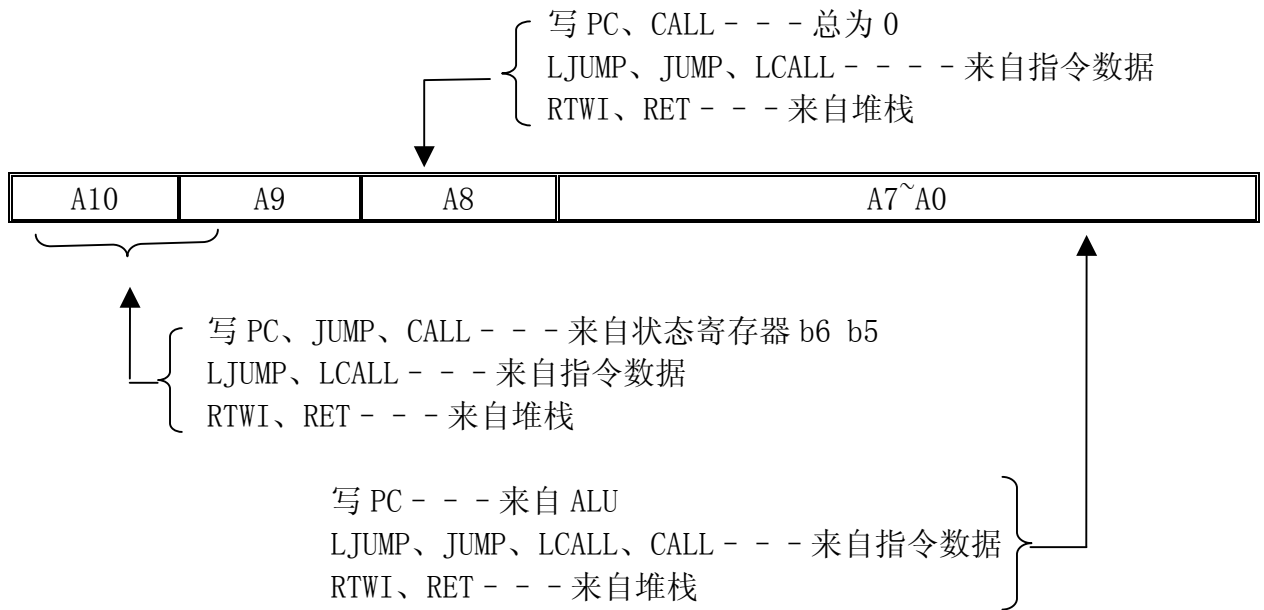 写 PC、CALL－－－总为 0
LJUMP、JUMP、LCALL－－－－来自指令数据
RTWI、RET－－－来自堆栈
A10 A9 A8 A7~A0
写 PC、JUMP、CALL－－－来自状态寄存器 b6 b5
LJUMP、LCALL－－－来自指令数据
RTWI、RET－－－来自堆栈
写 PC－－－来自 ALU
LJUMP、JUMP、LCALL、CALL－－－来自指令数据
RTWI、RET－－－来自堆栈